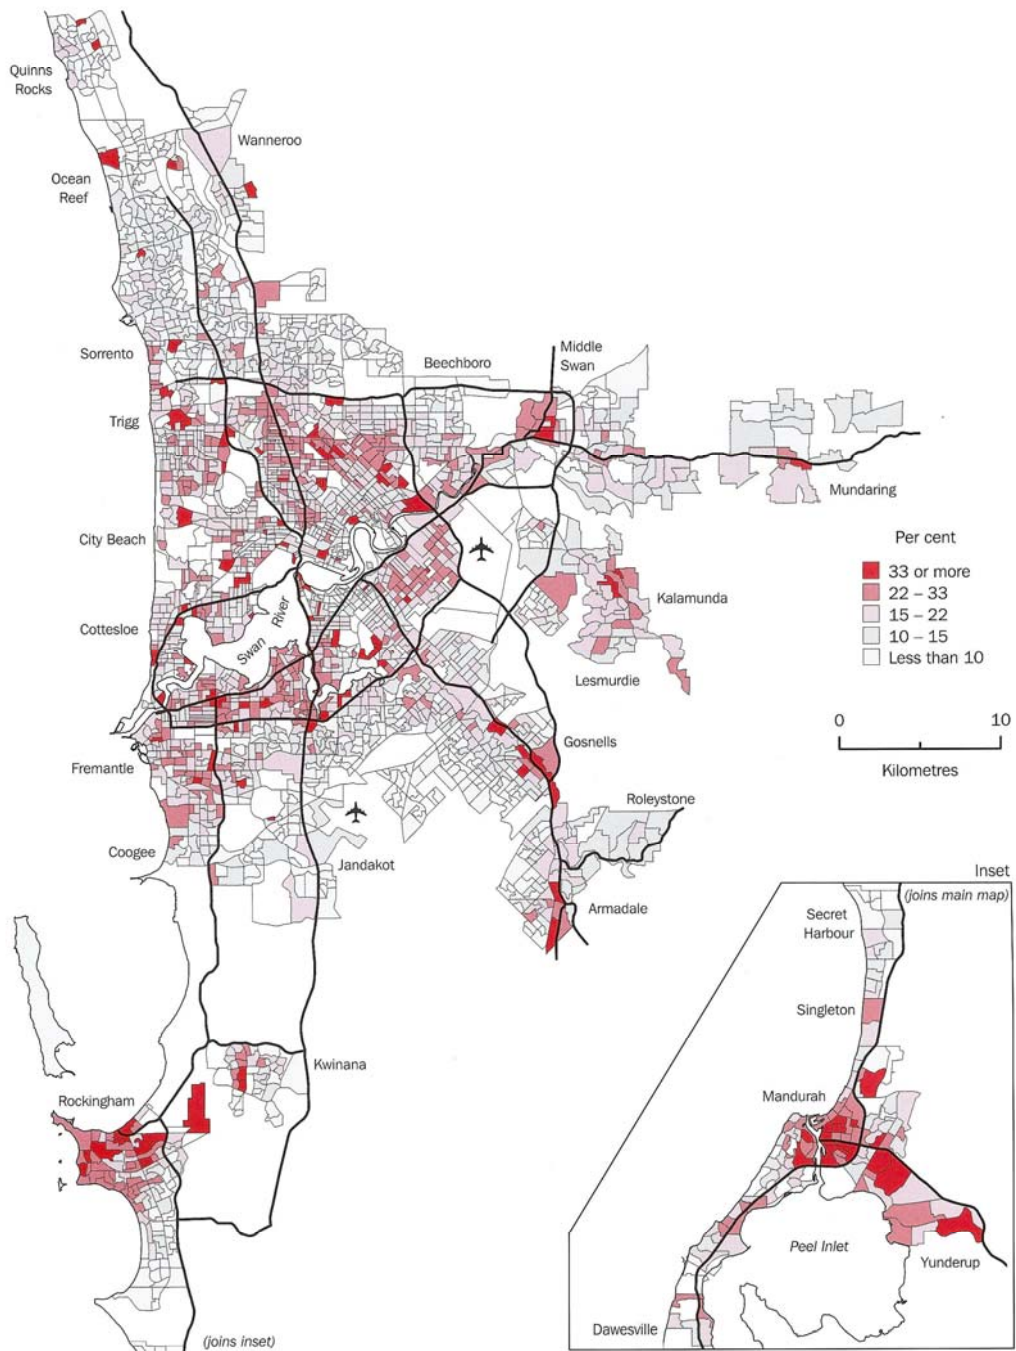 Quinns
Rocks
Wanneroo
Ocean
Reef
Sorrento
Beechboro
Middle
Swan
Trigg
Mundaring
City Beach
Per cent
33 or more
22 – 33
15 – 22
10 – 15
Less than 10
Kalamunda
Cottesloe
Swan River
Lesmurdie
0 10
Kilometres
Gosnells
Fremantle
Roleystone
Coogee
Jandakot
Armadale
Inset
(joins main map)
Secret
Harbour
Singleton
Kwinana
Rockingham
Mandurah
Peel Inlet
Yunderup
Dawesville
(joins inset)